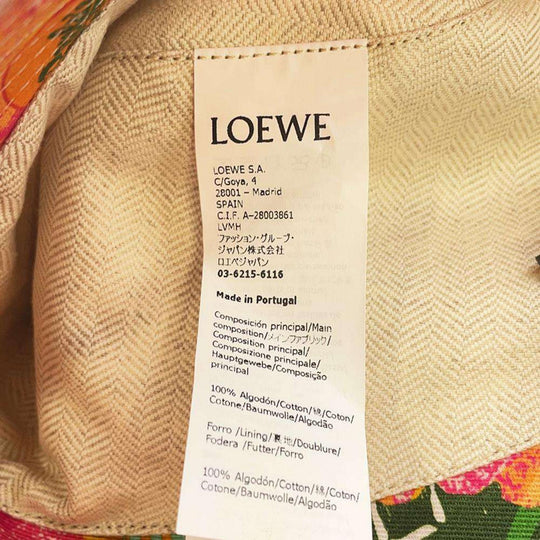 LOEWE
LOEWE S.A.
C/Goya, 4
28001 – Madrid
SPAIN
C.I.F. A-28003861
LVMH
ファッション・グループ・
ジャパン株式会社
ロエベジャパン
03-6215-6116
Made in Portugal
Composición principal/Main
composition/メインファブリック/
Composition principal/
Composizione principale/
Hauptgewebe/Composição
principal
100% Algodón/Cotton/綿/Coton/
Cotone/Baumwolle/Algodão
Forro /Lining/裏地/Doublure/
Fodera /Futter/Forro
100% Algodón/Cotton/綿/Coton/
Cotone/Baumwolle/Algodão